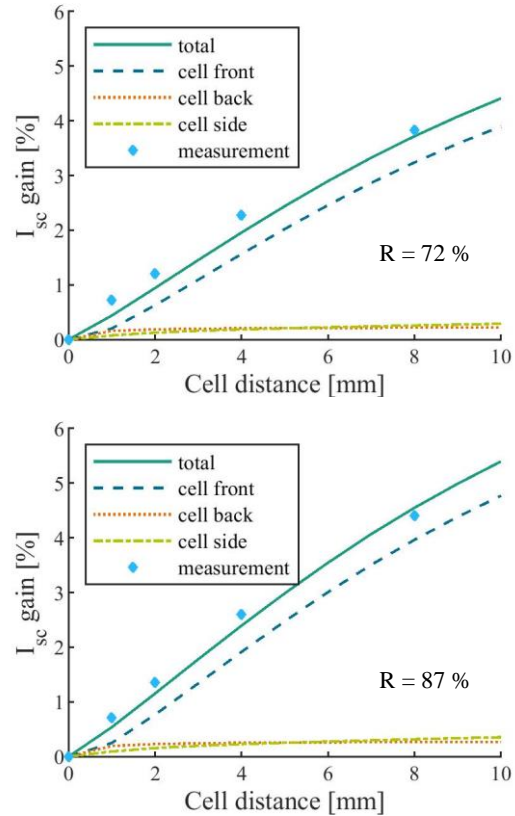 6
5
4
3
2
1
0
I_sc gain [%]
total
cell front
cell back
cell side
measurement
R = 72 %
0 2 4 6 8 10
Cell distance [mm]
6
5
4
3
2
1
0
I_sc gain [%]
total
cell front
cell back
cell side
measurement
R = 87 %
0 2 4 6 8 10
Cell distance [mm]